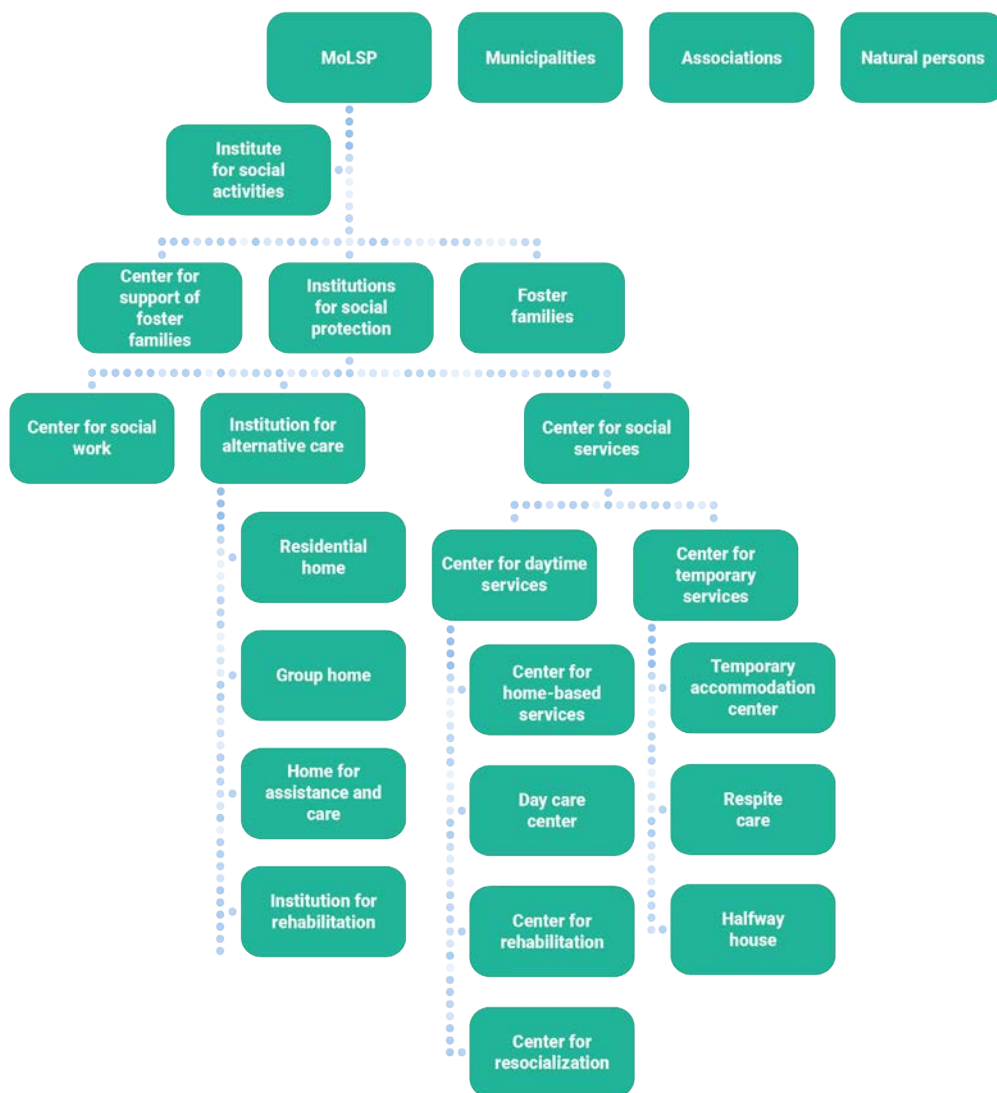 MoLSP
Municipalities
Associations
Natural persons
Institute
for social
activities
Center for
support of
foster
families
Institutions
for social
protection
Foster
families
Center for social
work
Institution for
alternative care
Center for social
services
Residential
home
Group home
Home for
assistance and
care
Institution for
rehabilitation
Center for daytime
services
Center for
temporary
services
Center for
home-based
services
Day care
center
Center for
rehabilitation
Center for
resocialization
Temporary
accommodation
center
Respite
care
Halfway
house